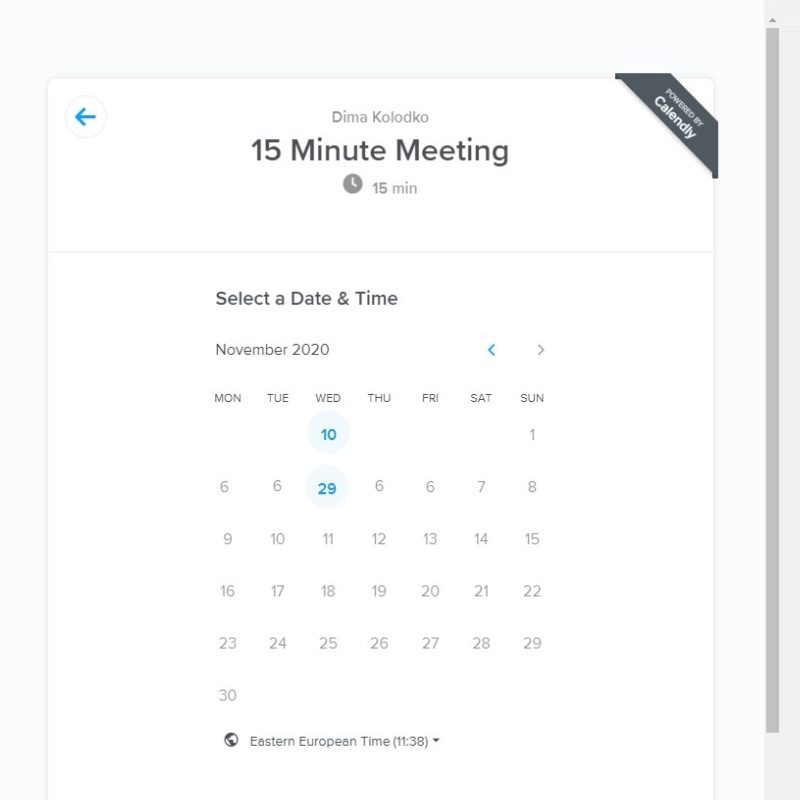 Dima Kolodko
15 Minute Meeting
15 min
POWERED BY
Calendly
Select a Date & Time
November 2020
MON TUE WED THU FRI SAT SUN
10 1
6 6 29 6 6 7 8
9 10 11 12 13 14 15
16 17 18 19 20 21 22
23 24 25 26 27 28 29
30
Eastern European Time (11:38)